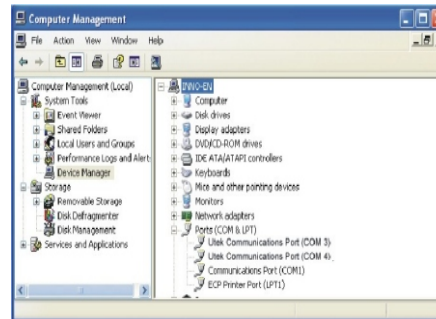 Computer Management
File Action View Window Help
Computer Management (Local)
System Tools
Event Viewer
Shared Folders
Local Users and Groups
Performance Logs and Alert
Device Manager
Storage
Removable Storage
Disk Defragmenter
Disk Management
Services and Applications
INNO-EN
Computer
Disk drives
Display adapters
DVD/CD-ROM drives
IDE ATA/ATAPI controllers
Keyboards
Mice and other pointing devices
Monitors
Network adapters
Ports (COM & LPT)
Utek Communications Port (COM 3)
Utek Communications Port (COM 4)
Communications Port (COM1)
ECP Printer Port (LPT1)